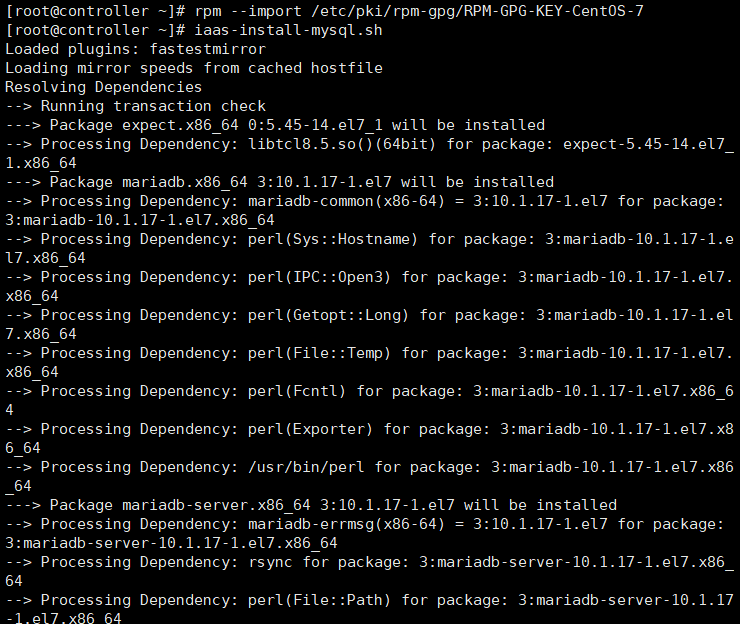 [root@controller ~]# rpm --import /etc/pki/rpm-gpg/RPM-GPG-KEY-CentOS-7
[root@controller ~]# iaas-install-mysql.sh
Loaded plugins: fastestmirror
Loading mirror speeds from cached hostfile
Resolving Dependencies
--> Running transaction check
---> Package expect.x86_64 0:5.45-14.el7_1 will be installed
--> Processing Dependency: libtcl8.5.so()(64bit) for package: expect-5.45-14.el7_
1.x86_64
---> Package mariadb.x86_64 3:10.1.17-1.el7 will be installed
--> Processing Dependency: mariadb-common(x86-64) = 3:10.1.17-1.el7 for package:
3:mariadb-10.1.17-1.el7.x86_64
--> Processing Dependency: perl(Sys::Hostname) for package: 3:mariadb-10.1.17-1.e
l7.x86_64
--> Processing Dependency: perl(IPC::Open3) for package: 3:mariadb-10.1.17-1.el7.
x86_64
--> Processing Dependency: perl(Getopt::Long) for package: 3:mariadb-10.1.17-1.el
7.x86_64
--> Processing Dependency: perl(File::Temp) for package: 3:mariadb-10.1.17-1.el7.
x86_64
--> Processing Dependency: perl(Fcntl) for package: 3:mariadb-10.1.17-1.el7.x86_6
4
--> Processing Dependency: perl(Exporter) for package: 3:mariadb-10.1.17-1.el7.x8
6_64
--> Processing Dependency: /usr/bin/perl for package: 3:mariadb-10.1.17-1.el7.x86
_64
---> Package mariadb-server.x86_64 3:10.1.17-1.el7 will be installed
--> Processing Dependency: mariadb-errmsg(x86-64) = 3:10.1.17-1.el7 for package:
3:mariadb-server-10.1.17-1.el7.x86_64
--> Processing Dependency: rsync for package: 3:mariadb-server-10.1.17-1.el7.x86_
64
--> Processing Dependency: perl(File::Path) for package: 3:mariadb-server-10.1.17
-1.el7.x86_64